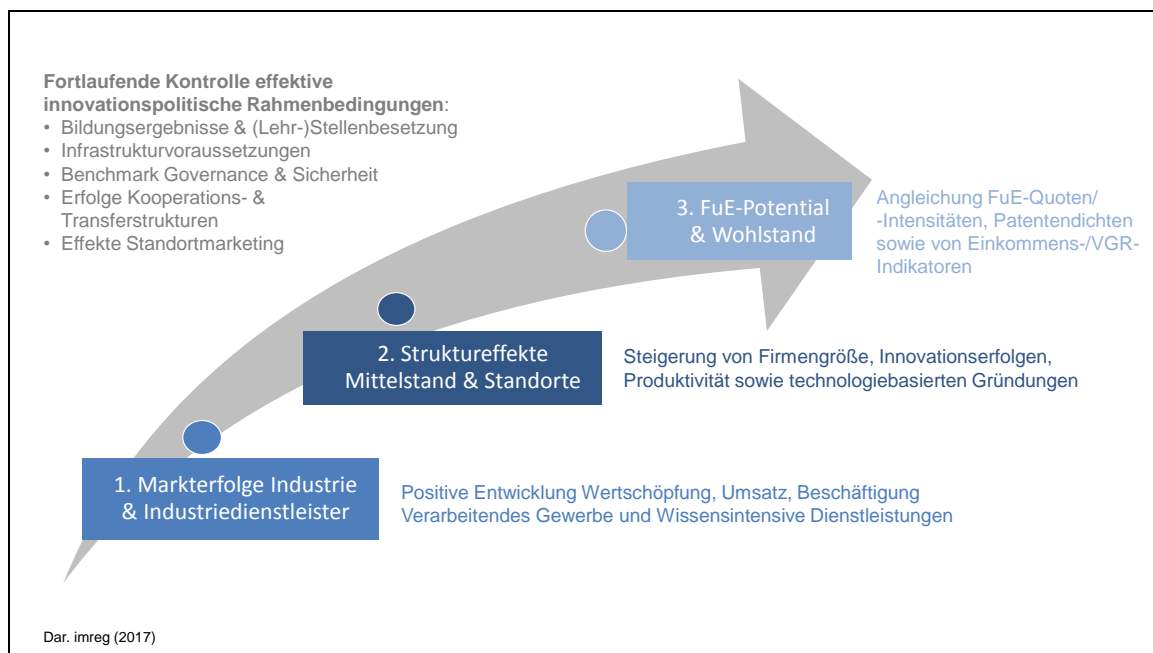 Fortlaufende Kontrolle effektive
innovationspolitische Rahmenbedingungen:
• Bildungsergebnisse & (Lehr-)Stellenbesetzung
• Infrastrukturvoraussetzungen
• Benchmark Governance & Sicherheit
• Erfolge Kooperations- &
Transferstrukturen
• Effekte Standortmarketing
3. FuE-Potential
& Wohlstand
Angleichung FuE-Quoten/
-Intensitäten, Patentendichten
sowie von Einkommens-/VGR-
Indikatoren
2. Struktureffekte
Mittelstand & Standorte
Steigerung von Firmengröße, Innovationserfolgen,
Produktivität sowie technologiebasierten Gründungen
1. Markterfolge Industrie
& Industriedienstleister
Positive Entwicklung Wertschöpfung, Umsatz, Beschäftigung
Verarbeitendes Gewerbe und Wissensintensive Dienstleistungen
Dar. imreg (2017)